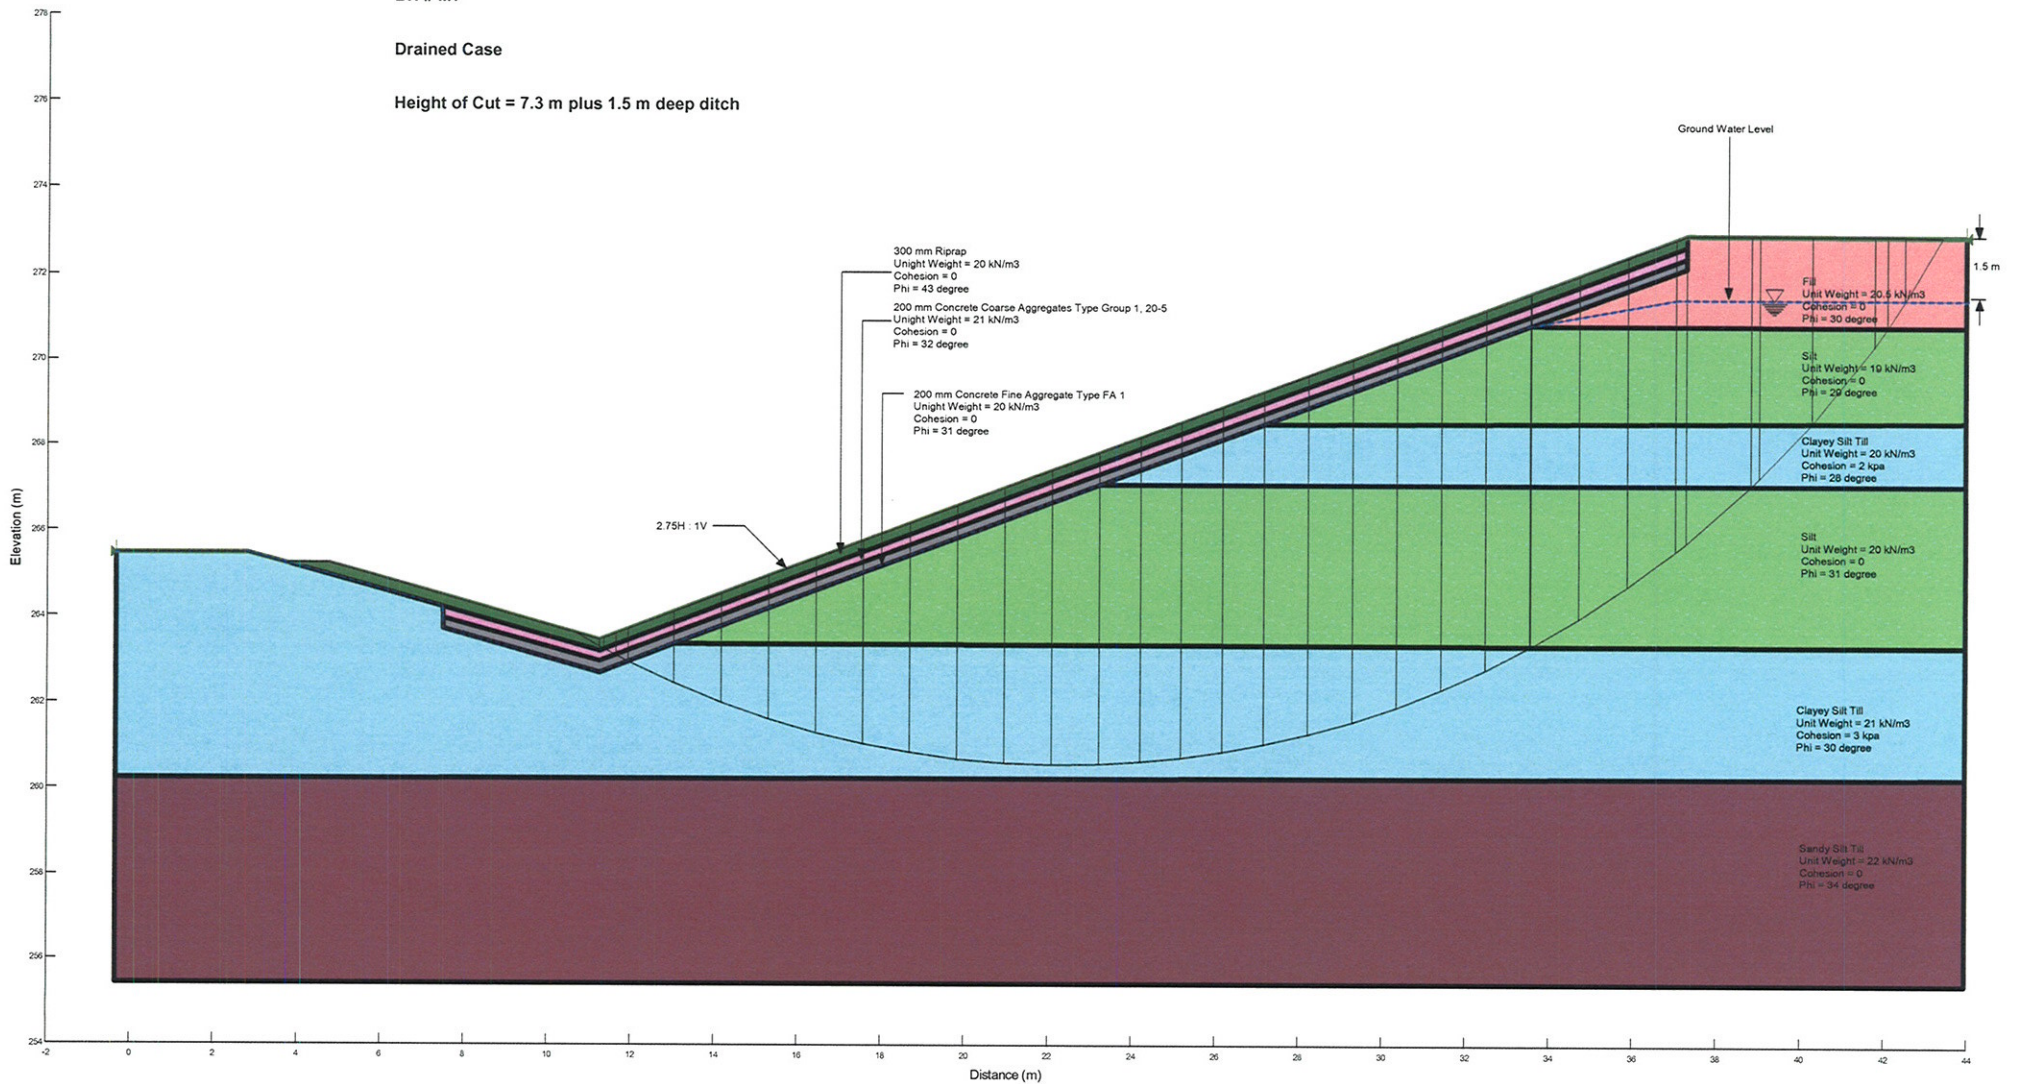 278
Drained Case
276
Height of Cut = 7.3 m plus 1.5 m deep ditch
Ground Water Level
274
300 mm Riprap
Unight Weight = 20 kN/m3
Cohesion = 0
Phi = 43 degree
272
1.5 m
Fill
Unit Weight = 20.5 kN/m3
Cohesion = 0
Phi = 30 degree
200 mm Concrete Coarse Aggregates Type Group 1, 20-5
Unight Weight = 21 kN/m3
Cohesion = 0
Phi = 32 degree
270
Silt
Unit Weight = 19 kN/m3
Cohesion = 0
Phi = 29 degree
200 mm Concrete Fine Aggregate Type FA 1
Unight Weight = 20 kN/m3
Cohesion = 0
Phi = 31 degree
268
Clayey Silt Till
Unit Weight = 20 kN/m3
Cohesion = 2 kpa
Phi = 28 degree
2.75H : 1V
266
Elevation (m)
Silt
Unit Weight = 20 kN/m3
Cohesion = 0
Phi = 31 degree
264
262
Clayey Silt Till
Unit Weight = 21 kN/m3
Cohesion = 3 kpa
Phi = 30 degree
260
258
Sandy Silt Till
Unit Weight = 22 kN/m3
Cohesion = 0
Phi = 34 degree
256
254
-2 0 2 4 6 8 10 12 14 16 18 20 22 24 26 28 30 32 34 36 38 40 42 44
Distance (m)